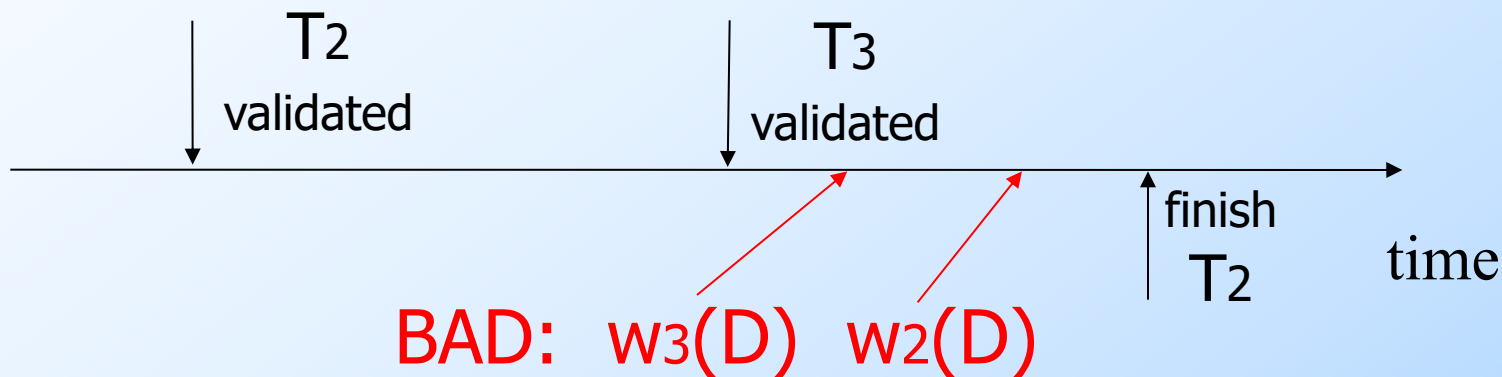 T2
validated
T3
validated
finish
T2
time
BAD: w3(D) w2(D)